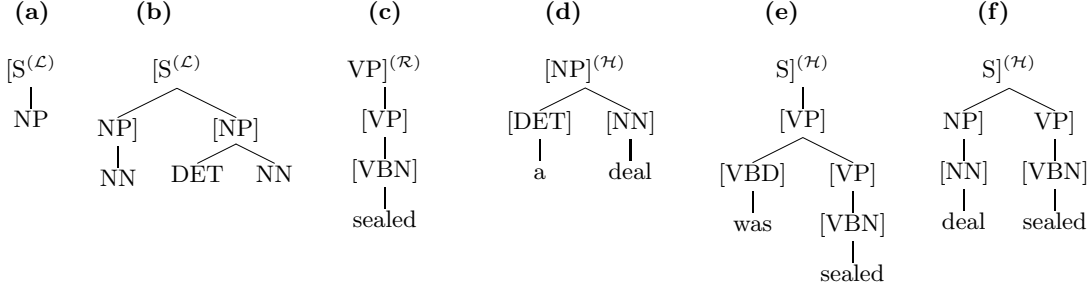 (a) (b) (c) (d) (e) (f)
[S(ℒ) [S(ℒ) VP](ℛ) [NP](ℋ) S](ℋ) S](ℋ)
NP NP] [NP] [VP] [DET] [NN] [VP] NP] VP]
NN DET NN [VBN] a deal [VBD] [VP] [NN] [VBN]
sealed was [VBN] deal sealed
sealed